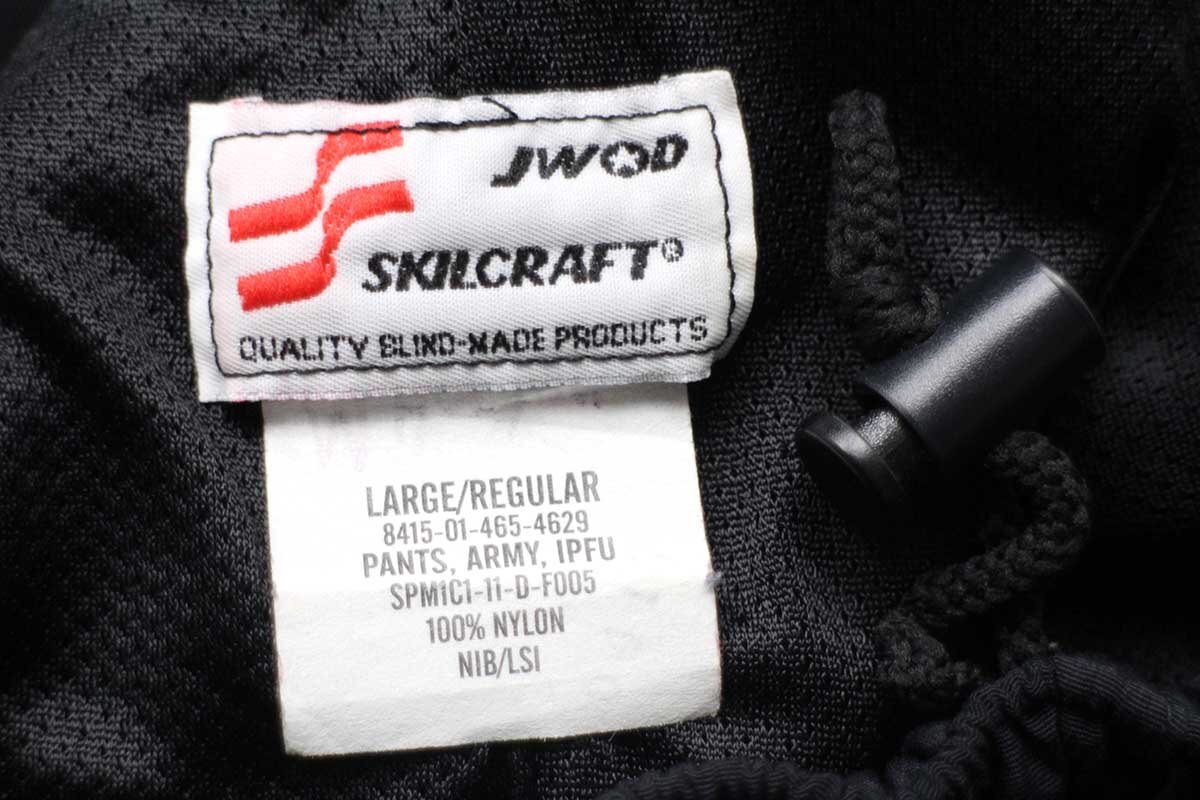 JWOD
SKILCRAFT®
QUALITY BLIND-MADE PRODUCTS
LARGE/REGULAR
8415-01-465-4629
PANTS, ARMY, IPFU
SPM1C1-11-D-F005
100% NYLON
NIB/LSI